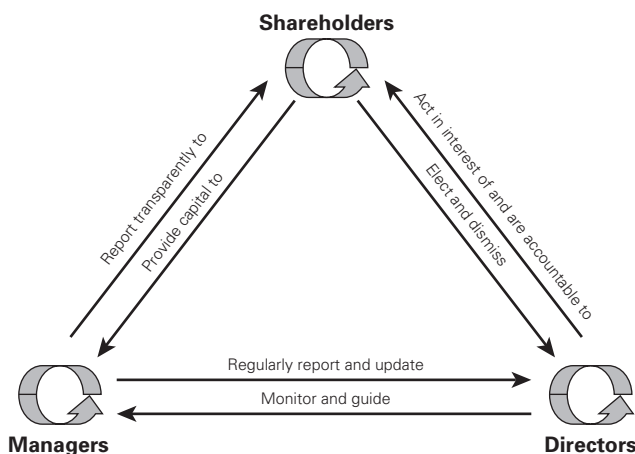 Shareholders
Report transparently to
Provide capital to
Elect and dismiss
Act in interest of and are accountable to
Regularly report and update
Monitor and guide
Managers
Directors